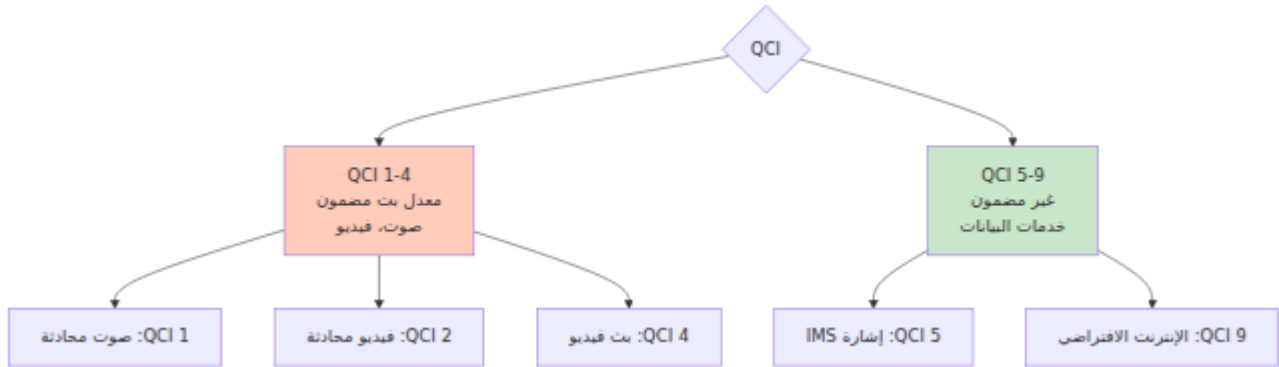 QCI
QCI 1-4
معدل بت مضمون
صوت، فيديو
QCI 5-9
غير مضمون
خدمات البيانات
QCI 1: صوت محادثة
QCI 2: فيديو محادثة
QCI 4: بث فيديو
QCI 5: إشارة IMS
QCI 9: الإنترنت الافتراضي